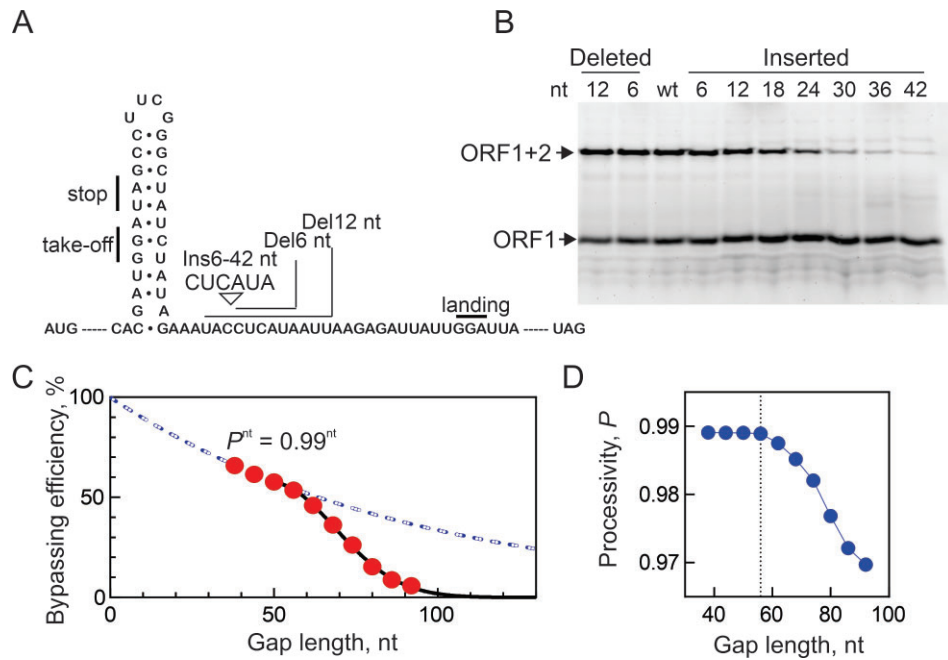 A
U C
U G
C • G
C • G
G • C
A • U
U • A
A • U
G • C
G • U
U • A
A • U
G A
stop
take-off
Del12 nt
Del6 nt
Ins6-42 nt
CUCAUA
landing
AUG ----- CAC • GAAAUACCUCAUAAUUAAGAGAUUAUUGGAUUA ----- UAG
B
Deleted Inserted
nt 12 6 wt 6 12 18 24 30 36 42
ORF1+2
ORF1
C
Bypassing efficiency, %
100
50
0
P^nt = 0.99^nt
0 50 100
Gap length, nt
D
Processivity, P
0.99
0.98
0.97
40 60 80 100
Gap length, nt